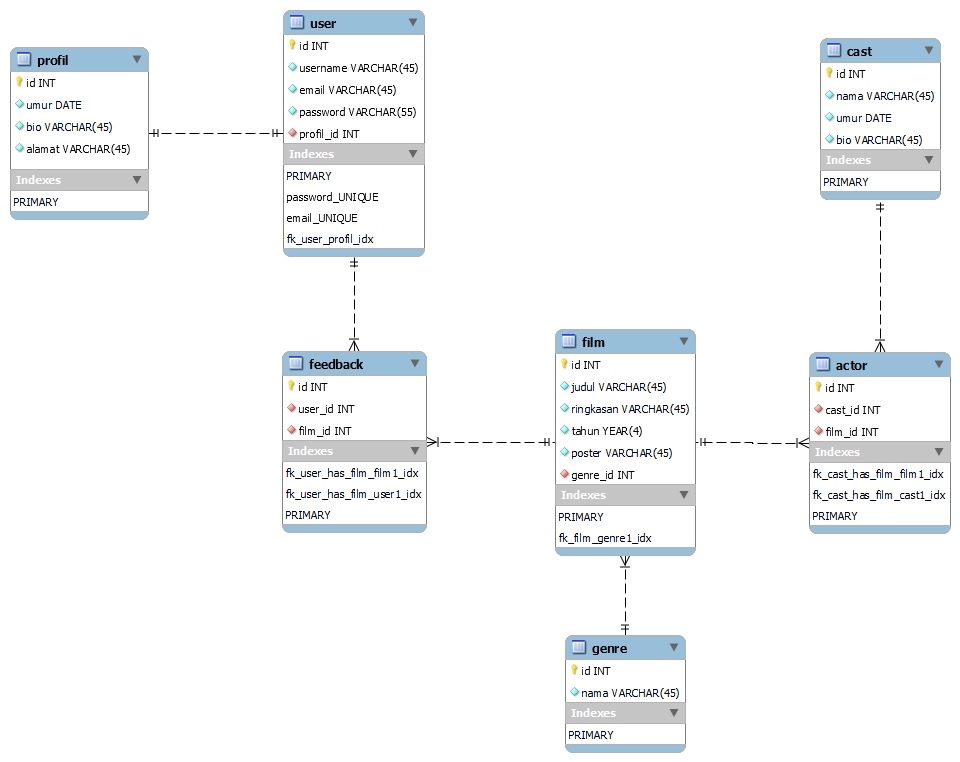 profil
id INT
umur DATE
bio VARCHAR(45)
alamat VARCHAR(45)
Indexes
PRIMARY
user
id INT
username VARCHAR(45)
email VARCHAR(45)
password VARCHAR(55)
profil_id INT
Indexes
PRIMARY
password_UNIQUE
email_UNIQUE
fk_user_profil_idx
cast
id INT
nama VARCHAR(45)
umur DATE
bio VARCHAR(45)
Indexes
PRIMARY
feedback
id INT
user_id INT
film_id INT
Indexes
fk_user_has_film_film1_idx
fk_user_has_film_user1_idx
PRIMARY
film
id INT
judul VARCHAR(45)
ringkasan VARCHAR(45)
tahun YEAR(4)
poster VARCHAR(45)
genre_id INT
Indexes
PRIMARY
fk_film_genre1_idx
actor
id INT
cast_id INT
film_id INT
Indexes
fk_cast_has_film_film1_idx
fk_cast_has_film_cast1_idx
PRIMARY
genre
id INT
nama VARCHAR(45)
Indexes
PRIMARY